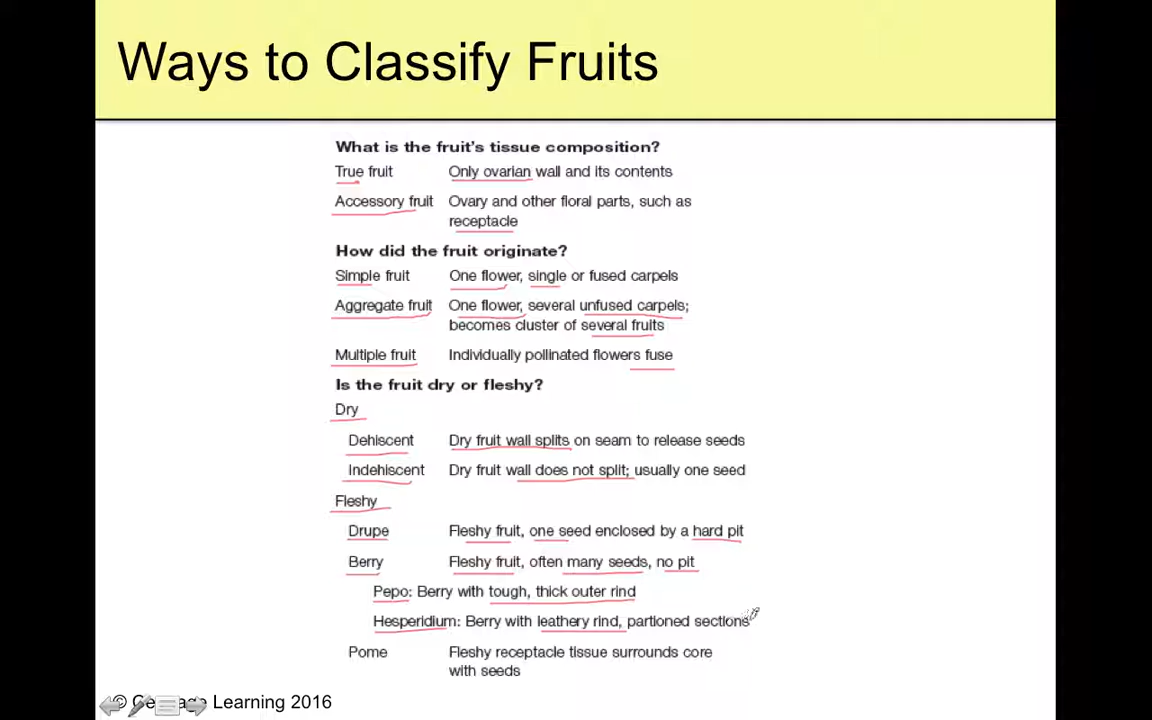 Ways to Classify Fruits
What is the fruit's tissue composition?
True fruit Only ovarian wall and its contents
Accessory fruit Ovary and other floral parts, such as
receptacle
How did the fruit originate?
Simple fruit One flower, single or fused carpels
Aggregate fruit One flower, several unfused carpels;
becomes cluster of several fruits
Multiple fruit Individually pollinated flowers fuse
Is the fruit dry or fleshy?
Dry
Dehiscent Dry fruit wall splits on seam to release seeds
Indehiscent Dry fruit wall does not split; usually one seed
Fleshy
Drupe Fleshy fruit, one seed enclosed by a hard pit
Berry Fleshy fruit, often many seeds, no pit
Pepo: Berry with tough, thick outer rind
Hesperidium: Berry with leathery rind, partioned sections
Pome Fleshy receptacle tissue surrounds core
with seeds
© Cengage Learning 2016